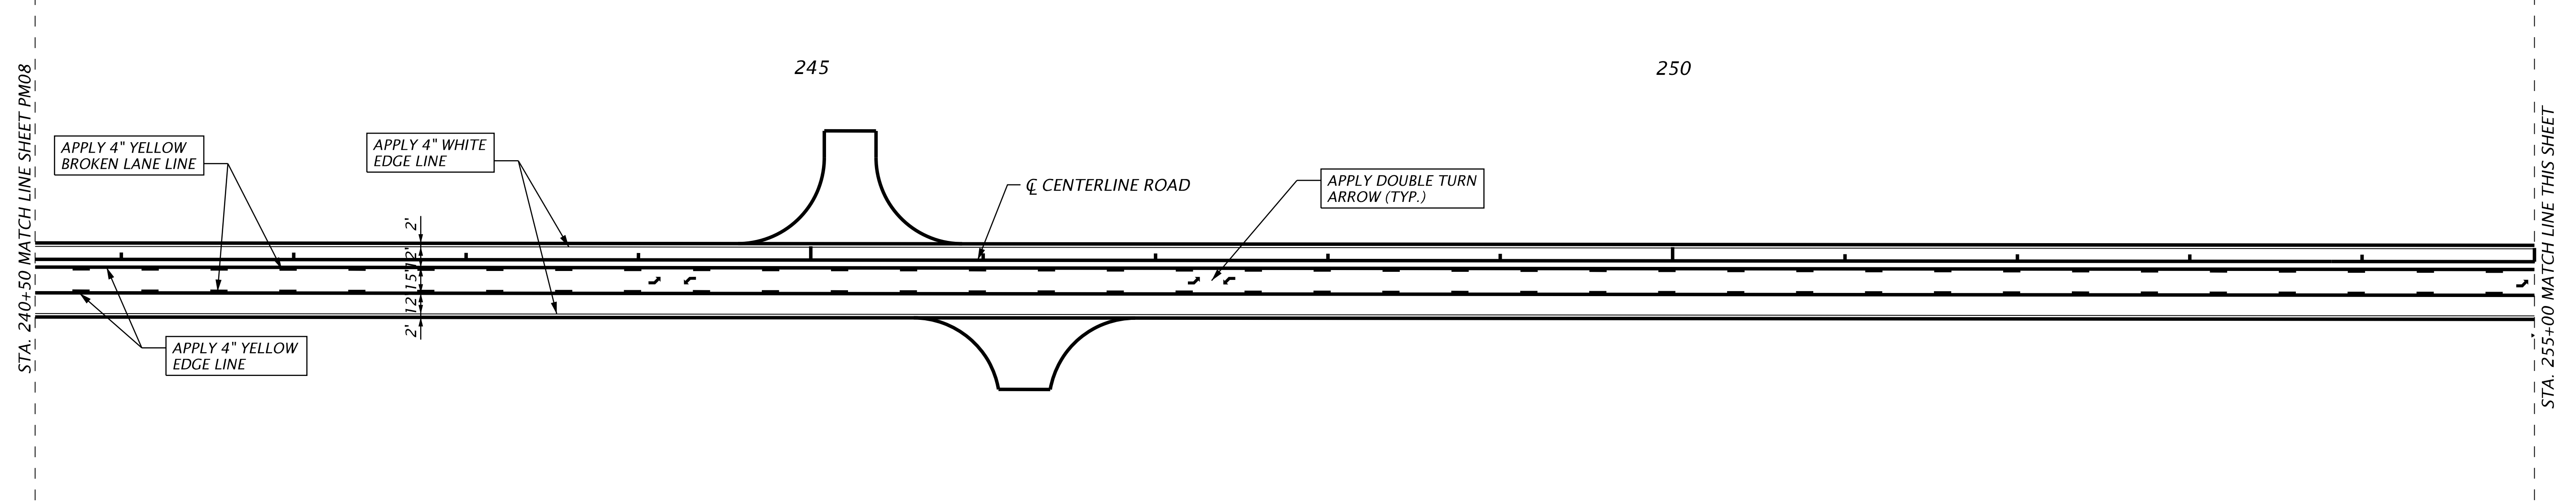 STA. 240+50 MATCH LINE SHEET PM08
245
250
APPLY 4" YELLOW
BROKEN LANE LINE
APPLY 4" WHITE
EDGE LINE
℄ CENTERLINE ROAD
APPLY DOUBLE TURN
ARROW (TYP.)
2'
12'
15'
12'
2'
APPLY 4" YELLOW
EDGE LINE
STA. 255+00 MATCH LINE THIS SHEET